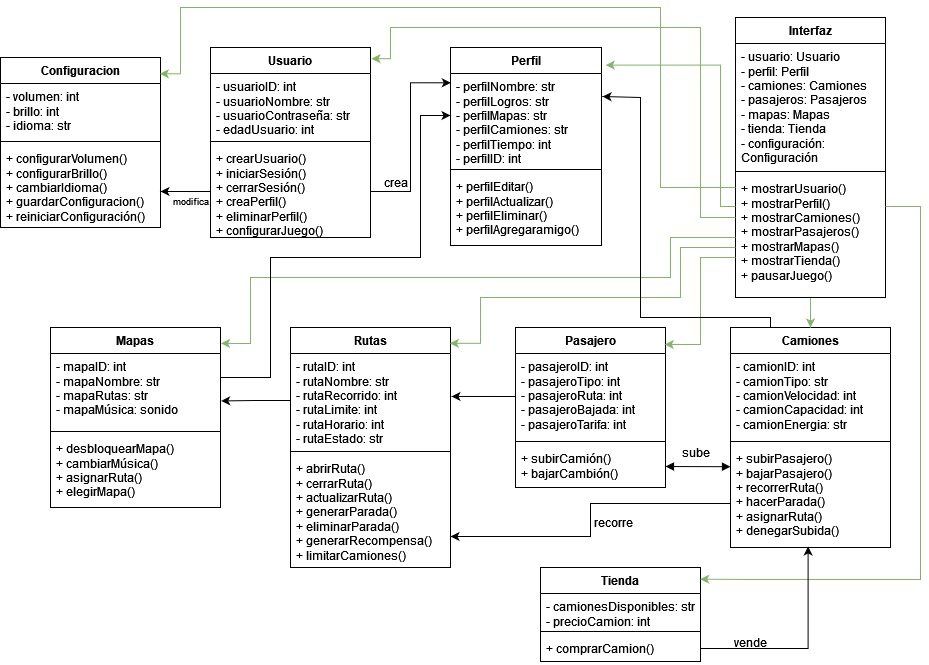 Configuracion
- volumen: int
- brillo: int
- idioma: str
+ configurarVolumen()
+ configurarBrillo()
+ cambiarIdioma()
+ guardarConfiguracion()
+ reiniciarConfiguración()
modifica
Usuario
- usuarioID: int
- usuarioNombre: str
- usuarioContraseña: str
- edadUsuario: int
+ crearUsuario()
+ iniciarSesión()
+ cerrarSesión()
+ creaPerfil()
+ eliminarPerfil()
+ configurarJuego()
crea
Perfil
- perfilNombre: str
- perfilLogros: str
- perfilMapas: str
- perfilCamiones: str
- perfilTiempo: int
- perfilID: int
+ perfilEditar()
+ perfilActualizar()
+ perfilEliminar()
+ perfilAgregaramigo()
Interfaz
- usuario: Usuario
- perfil: Perfil
- camiones: Camiones
- pasajeros: Pasajeros
- mapas: Mapas
- tienda: Tienda
- configuración:
Configuración
+ mostrarUsuario()
+ mostrarPerfil()
+ mostrarCamiones()
+ mostrarPasajeros()
+ mostrarMapas()
+ mostrarTienda()
+ pausarJuego()
Mapas
- mapaID: int
- mapaNombre: str
- mapaRutas: str
- mapaMúsica: sonido
+ desbloquearMapa()
+ cambiarMúsica()
+ asignarRuta()
+ elegirMapa()
Rutas
- rutaID: int
- rutaNombre: str
- rutaRecorrido: int
- rutaLimite: int
- rutaHorario: int
- rutaEstado: str
+ abrirRuta()
+ cerrarRuta()
+ actualizarRuta()
+ generarParada()
+ eliminarParada()
+ generarRecompensa()
+ limitarCamiones()
Pasajero
- pasajeroID: int
- pasajeroTipo: int
- pasajeroRuta: int
- pasajeroBajada: int
- pasajeroTarifa: int
+ subirCamión()
+ bajarCambión()
sube
recorre
Camiones
- camionID: int
- camionTipo: str
- camionVelocidad: int
- camionCapacidad: int
- camionEnergia: str
+ subirPasajero()
+ bajarPasajero()
+ recorrerRuta()
+ hacerParada()
+ asignarRuta()
+ denegarSubida()
Tienda
- camionesDisponibles: str
- precioCamion: int
+ comprarCamion()
vende